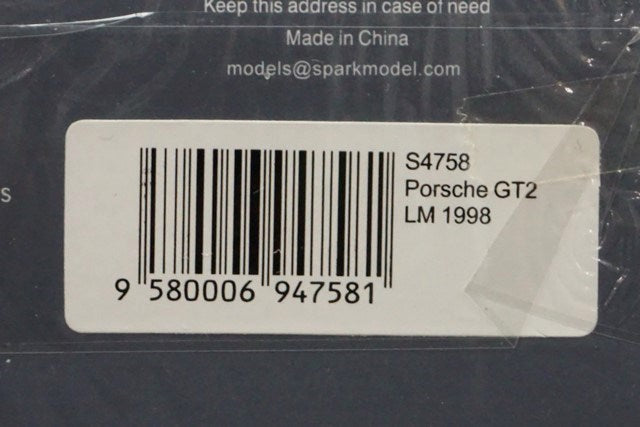 Keep this address in case of need
Made in China
models@sparkmodel.com
S
S4758
Porsche GT2
LM 1998
9 580006 947581